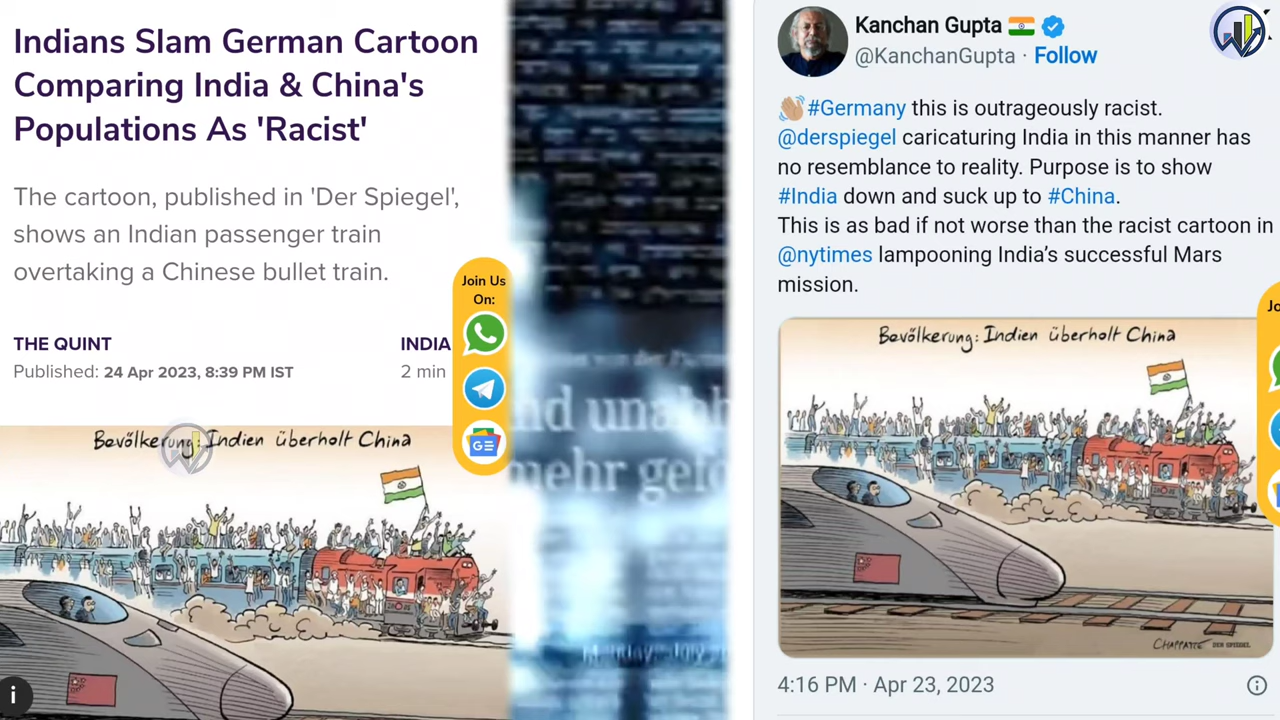 Indians Slam German Cartoon
Comparing India & China's
Populations As 'Racist'
The cartoon, published in 'Der Spiegel',
shows an Indian passenger train
overtaking a Chinese bullet train.
THE QUINT
INDIA
Published: 24 Apr 2023, 8:39 PM IST
2 min
Join Us
On:
GE
Bevölkerung: Indien überholt China
i
mehr
Kanchan Gupta
@KanchanGupta · Follow
#Germany this is outrageously racist.
@derspiegel caricaturing India in this manner has
no resemblance to reality. Purpose is to show
#India down and suck up to #China.
This is as bad if not worse than the racist cartoon in
@nytimes lampooning India's successful Mars
mission.
Jo
Bevölkerung: Indien überholt China
CHAPPATTE DER SPIEGEL
4:16 PM · Apr 23, 2023